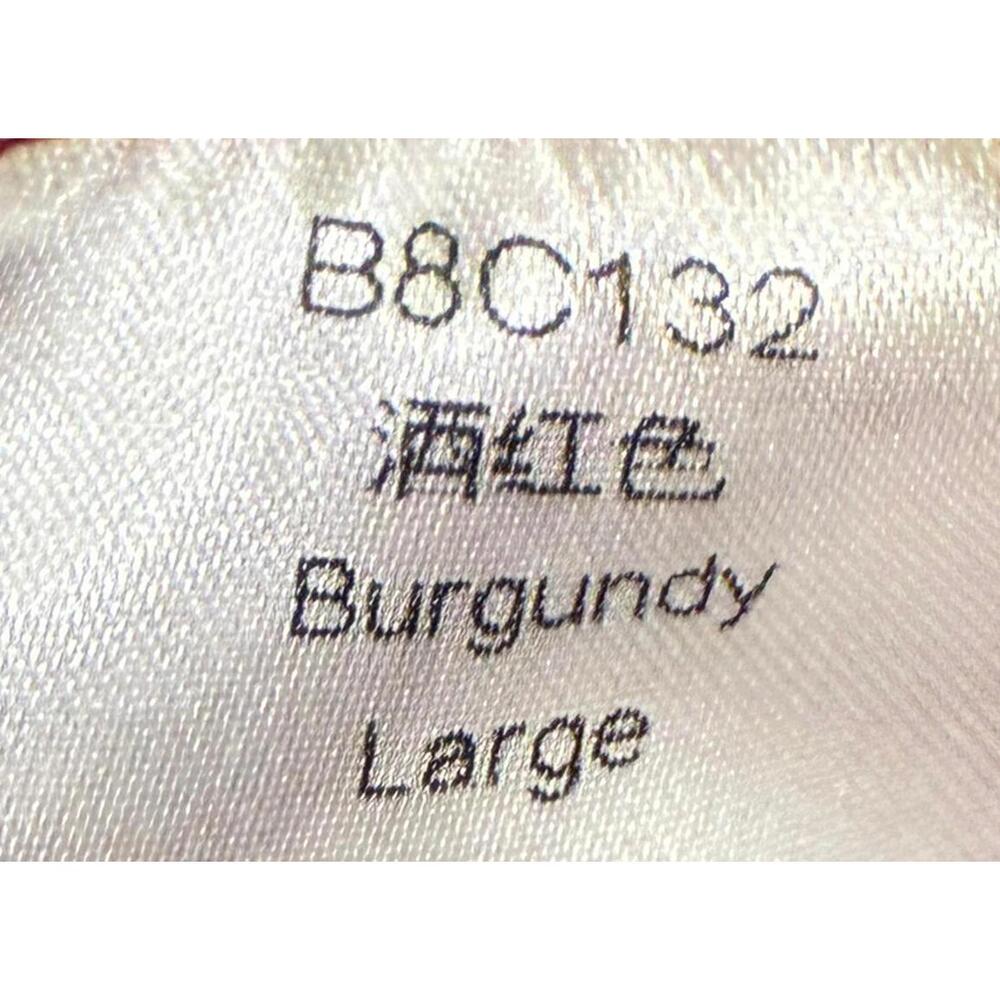 B8C132
酒红色
Burgundy
Large